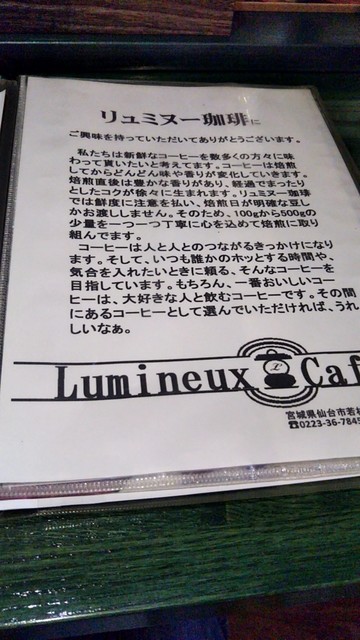 リュミヌー珈琲に
ご興味を持っていただいてありがとうございます。
私たちは新鮮なコーヒーを数多くの方々に味
わって貰いたいと考えてます。コーヒーは焙煎
してからどんどん味や香りが変化していきます。
焙煎直後は豊かな香りがあり、経過でまったり
としたコクが徐々に生まれます。リュミヌー珈琲
では鮮度に注意を払い、焙煎日が明確な豆し
かお渡ししません。そのため、100gから500gの
少量を一つ一つ丁寧に心を込めて焙煎に取り
組んでます。
コーヒーは人と人とのつながるきっかけになり
ます。そして、いつも誰かのホッとする時間や、
気合を入れたいときに頼る、そんなコーヒーを
目指しています。もちろん、一番おいしいコー
ヒーは、大好きな人と飲むコーヒーです。その間
にあるコーヒーとして選んでいただければ、うれ
しいなぁ。
Lumineux Caf
宮城県仙台市若林
☎0223-36-7845